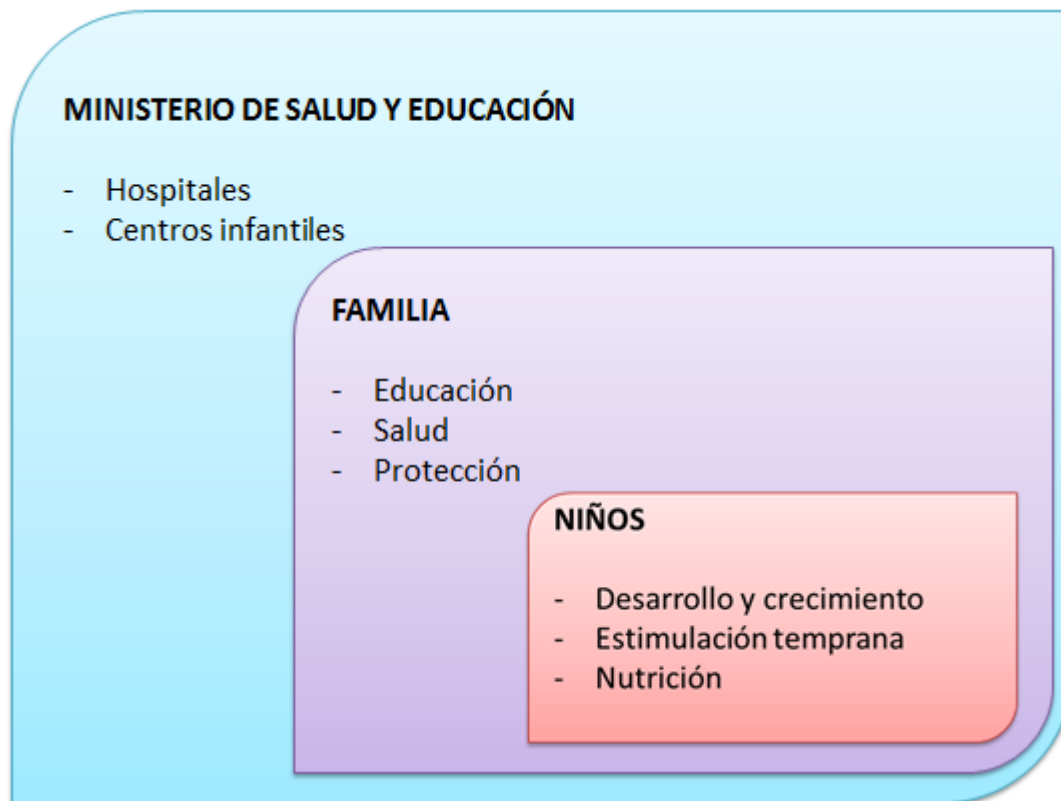 MINISTERIO DE SALUD Y EDUCACIÓN
- Hospitales
- Centros infantiles
FAMILIA
- Educación
- Salud
- Protección
NIÑOS
- Desarrollo y crecimiento
- Estimulación temprana
- Nutrición